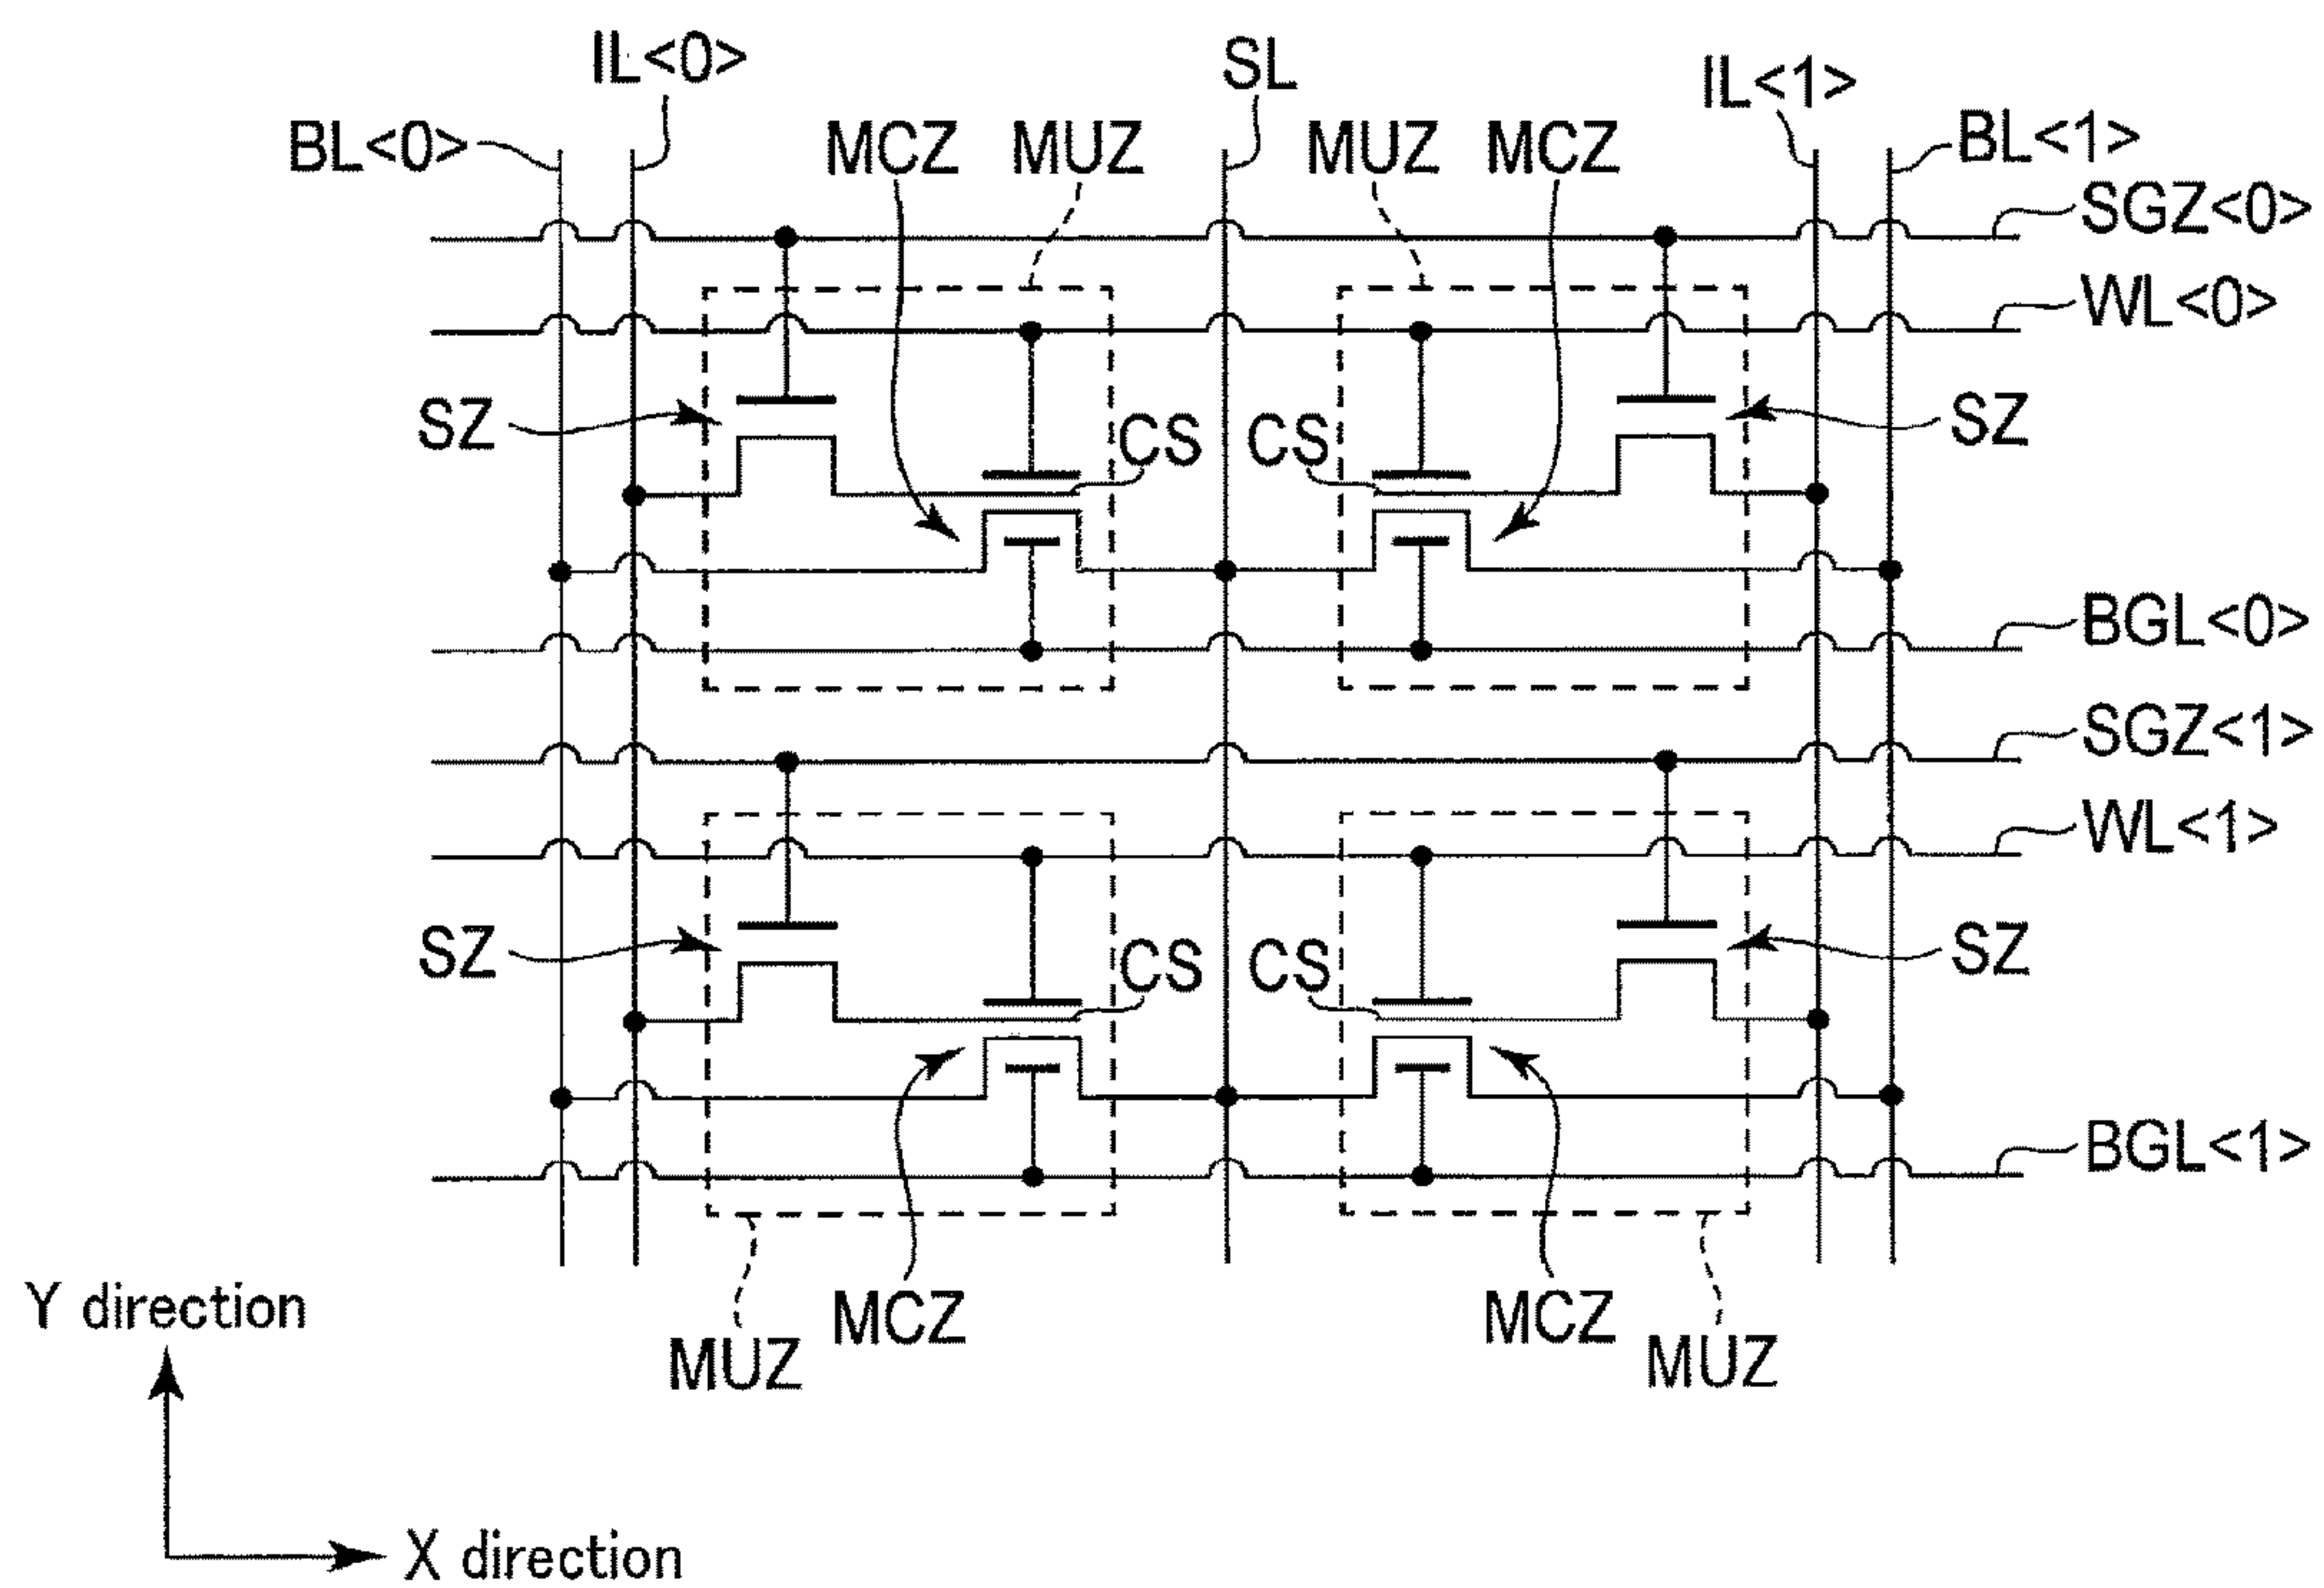 IL<0>
SL
IL<1>
BL<0>
MCZ
MUZ
MUZ
MCZ
BL<1>
SGZ<0>
WL<0>
SZ
CS
CS
SZ
BGL<0>
SGZ<1>
WL<1>
SZ
CS
CS
SZ
BGL<1>
MCZ
MCZ
MUZ
MUZ
Y direction
X direction